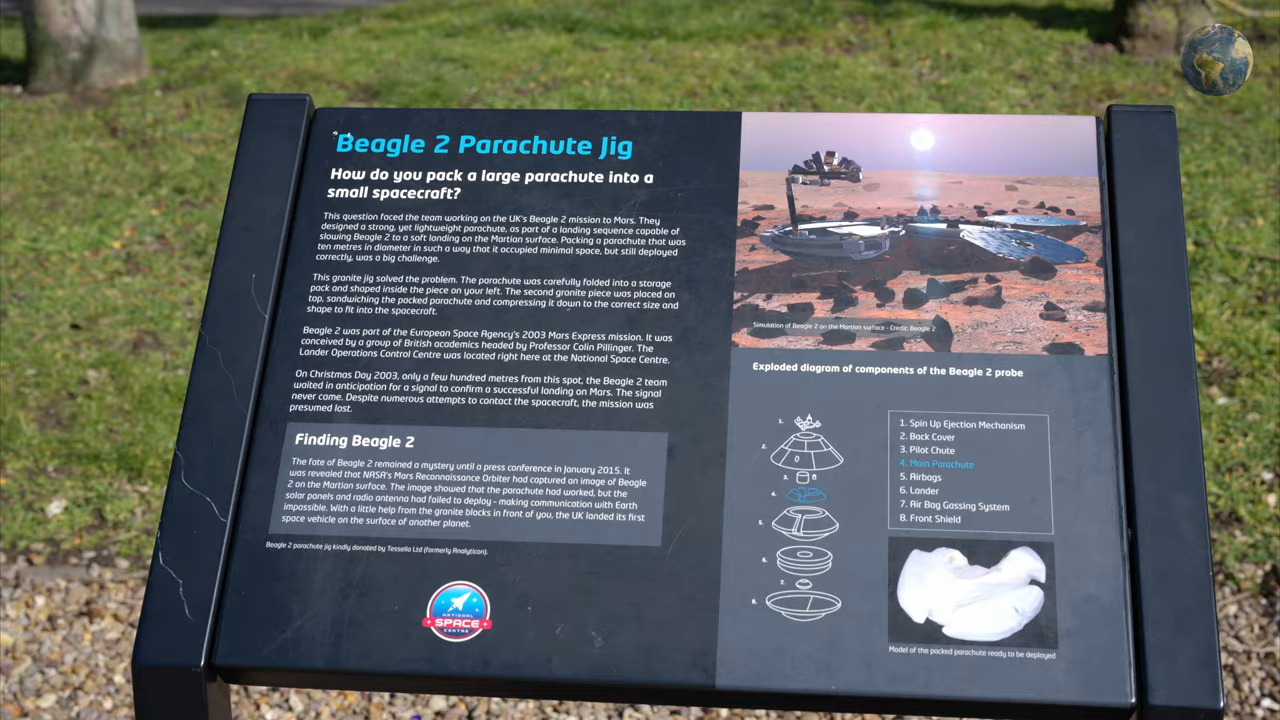 Beagle 2 Parachute Jig
How do you pack a large parachute into a
small spacecraft?
This question faced the team working on the UK's Beagle 2 mission to Mars. They
designed a strong, yet lightweight parachute, as part of a landing sequence capable of
slowing Beagle 2 to a soft landing on the Martian surface. Packing a parachute that was
ten metres in diameter in such a way that it occupied minimal space, but still deployed
correctly, was a big challenge.
This granite jig solved the problem. The parachute was carefully folded into a storage
pack and shaped inside the piece on your left. The second granite piece was placed on
top, sandwiching the packed parachute and compressing it down to the correct size and
shape to fit into the spacecraft.
Beagle 2 was part of the European Space Agency's 2003 Mars Express mission. It was
conceived by a group of British academics headed by Professor Colin Pillinger. The
Lander Operations Control Centre was located right here at the National Space Centre.
On Christmas Day 2003, only a few hundred metres from this spot, the Beagle 2 team
waited in anticipation for a signal to confirm a successful landing on Mars. The signal
never came. Despite numerous attempts to contact the spacecraft, the mission was
presumed lost.
Finding Beagle 2
The fate of Beagle 2 remained a mystery until a press conference in January 2015. It
was revealed that NASA's Mars Reconnaissance Orbiter had captured an image of Beagle
2 on the Martian surface. The image showed that the parachute had worked, but the
solar panels and radio antenna had failed to deploy - making communication with Earth
impossible. With a little help from the granite blocks in front of you, the UK landed its first
space vehicle on the surface of another planet.
Beagle 2 parachute jig kindly donated by Tessella Ltd (formerly Analyticon).
NATIONAL
SPACE
CENTRE
Simulation of Beagle 2 on the Martian surface - Credit: Beagle 2
Exploded diagram of components of the Beagle 2 probe
1.
2.
3.
4.
5.
6.
7.
8.
1. Spin Up Ejection Mechanism
2. Back Cover
3. Pilot Chute
4. Main Parachute
5. Airbags
6. Lander
7. Air Bag Gassing System
8. Front Shield
Model of the packed parachute ready to be deployed